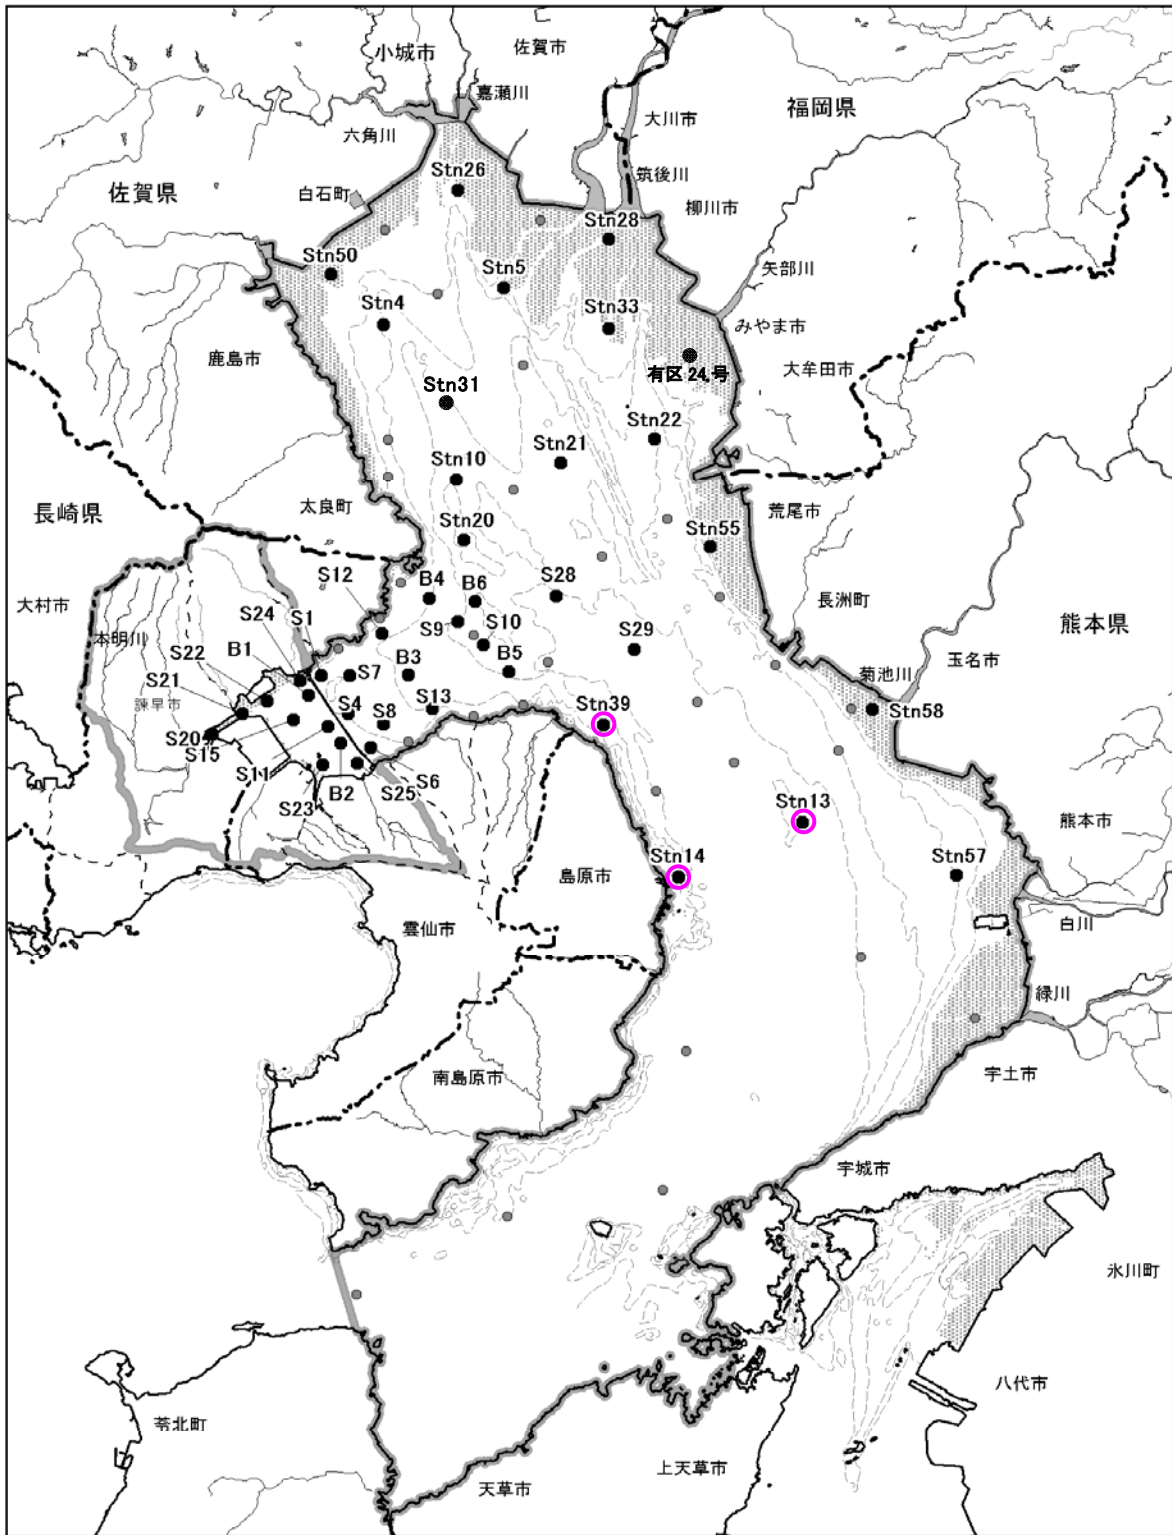 小城市
佐賀市
嘉瀬川
六角川
大川市
福岡県
筑後川
佐賀県
白石町
Stn26
柳川市
Stn28
Stn50
Stn5
矢部川
Stn4
Stn33
みやま市
鹿島市
有区 24 号
大牟田市
Stn31
Stn22
Stn21
Stn10
長崎県
太良町
荒尾市
Stn20
Stn55
S12
B4
B6
S28
大村市
S24
S1
長洲町
本明川
S9
S10
S29
熊本県
S22
B1
S7
B3
B5
玉名市
菊池川
S21
諫早市
S4
S13
S8
Stn39
Stn58
S20
S15
S11
S6
S25
B2
S23
Stn13
熊本市
Stn14
Stn57
島原市
雲仙市
白川
緑川
南島原市
宇土市
宇城市
氷川町
八代市
苓北町
上天草市
天草市